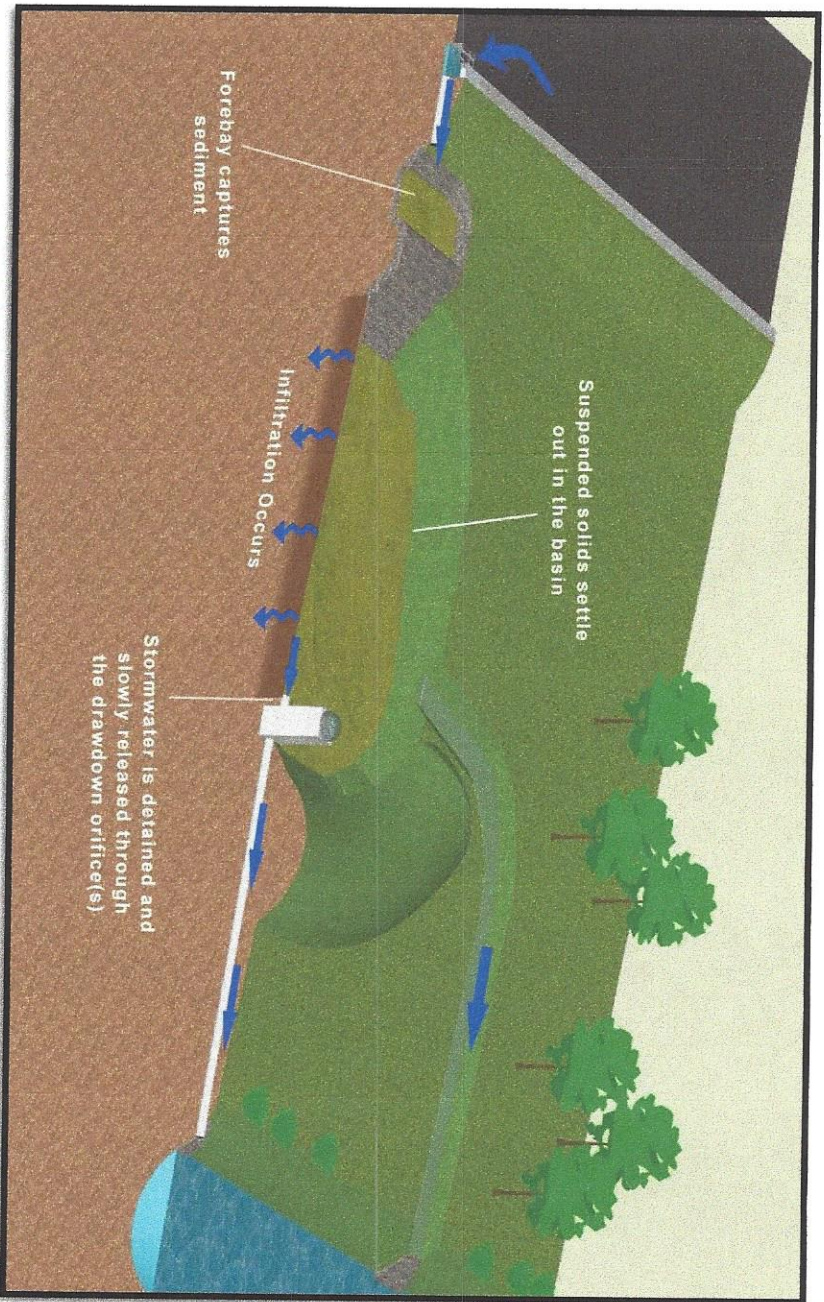 Forebay captures
sediment
Suspended solids settle
out in the basin
Infiltration Occurs
Stormwater is detained and
slowly released through
the drawdown orifice(s)